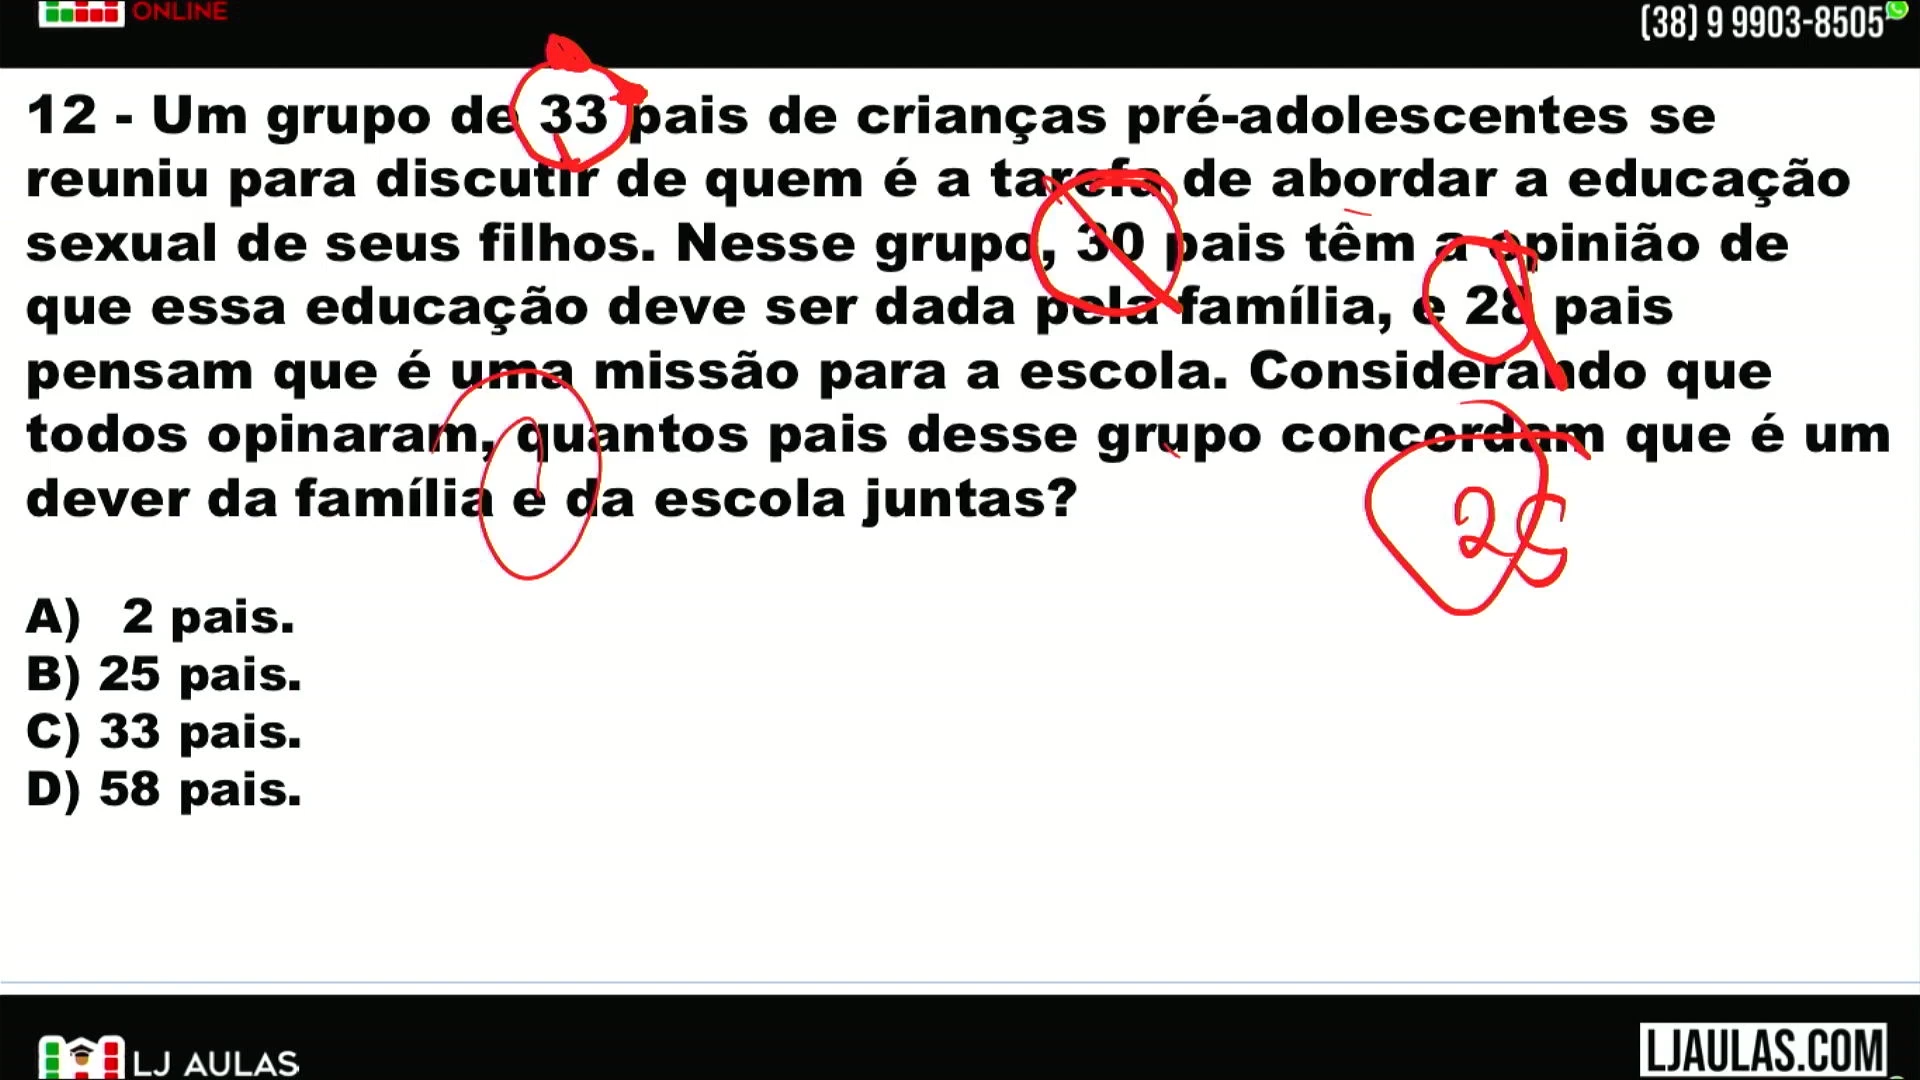 ONLINE
(38) 9 9903-8505
12 - Um grupo de 33 pais de crianças pré-adolescentes se
reuniu para discutir de quem é a tarefa de abordar a educação
sexual de seus filhos. Nesse grupo, 30 pais têm a opinião de
que essa educação deve ser dada pela família, e 28 pais
pensam que é uma missão para a escola. Considerando que
todos opinaram, quantos pais desse grupo concordam que é um
dever da família e da escola juntas?
25
A) 2 pais.
B) 25 pais.
C) 33 pais.
D) 58 pais.
LJ AULAS
LJAULAS.COM